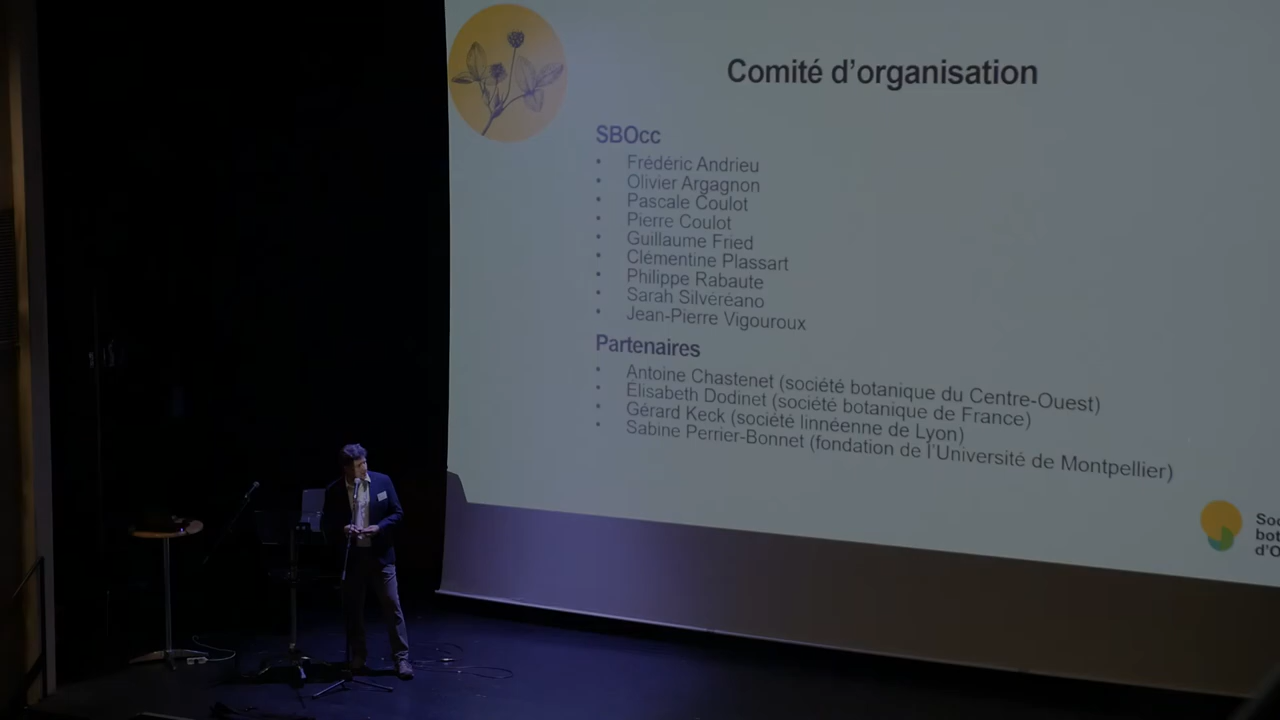 Comité d'organisation
SBOcc
• Frédéric Andrieu
• Olivier Argagnon
• Pascale Coulot
• Pierre Coulot
• Guillaume Fried
• Clémentine Plassart
• Philippe Rabaute
• Sarah Silvéréano
• Jean-Pierre Vigouroux
Partenaires
• Antoine Chastenet (société botanique du Centre-Ouest)
• Élisabeth Dodinet (société botanique de France)
• Gérard Keck (société linnéenne de Lyon)
• Sabine Perrier-Bonnet (fondation de l'Université de Montpellier)
Soc
bot
d'O